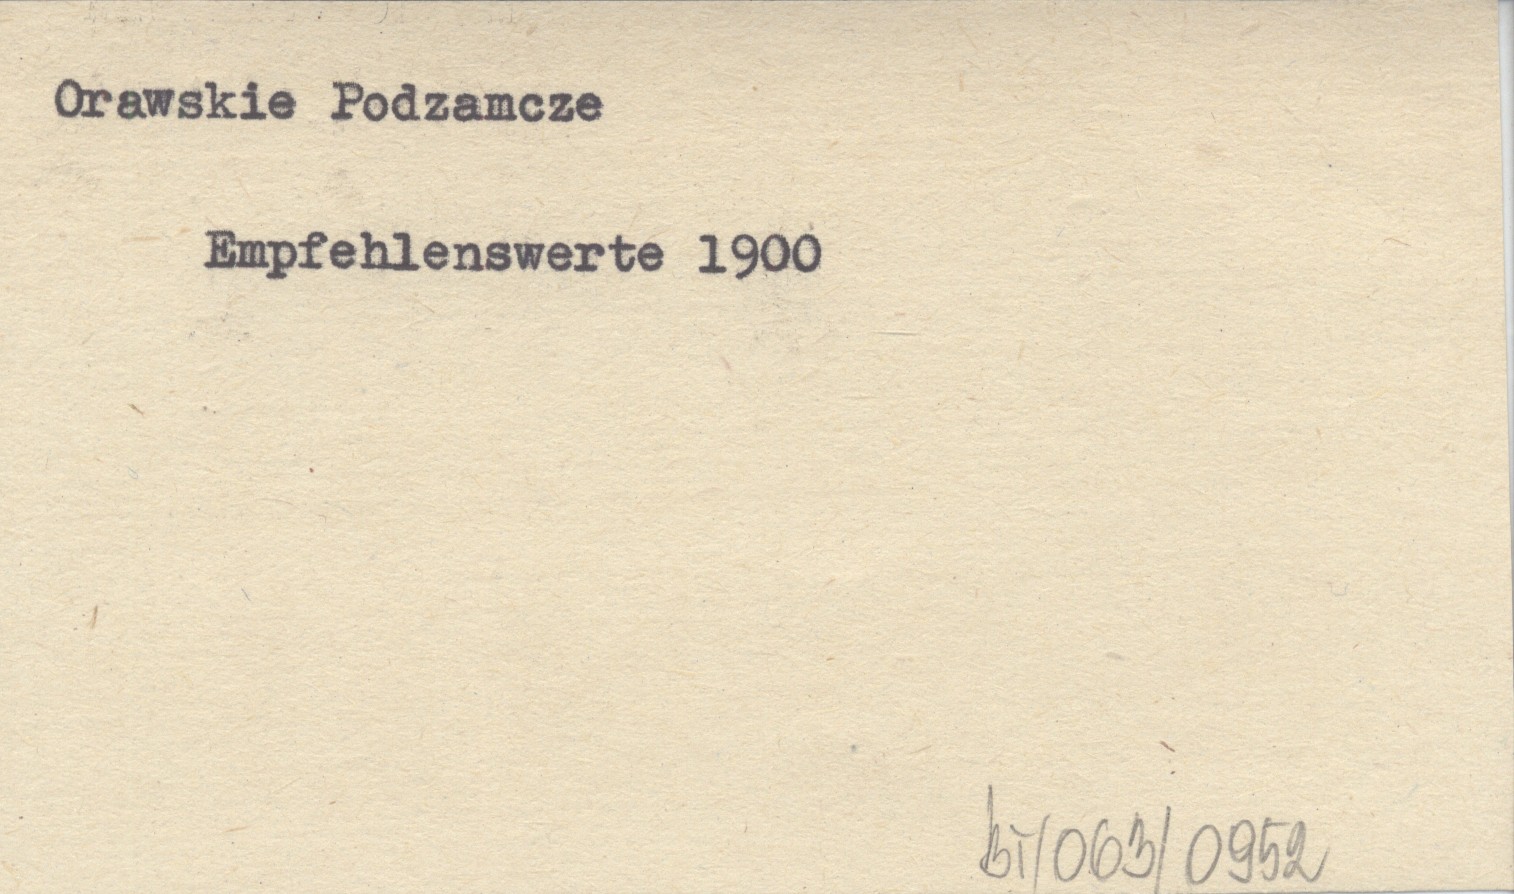 Orawskie Podzamcze
Empfehlenswerte 1900
bi/063/0952